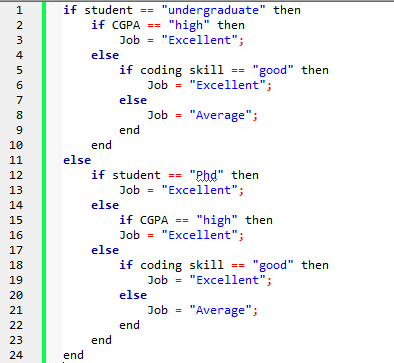 1 if student == "undergraduate" then
2 if CGPA == "high" then
3 Job = "Excellent";
4 else
5 if coding skill == "good" then
6 Job = "Excellent";
7 else
8 Job = "Average";
9 end
10 end
11 else
12 if student == "Phd" then
13 Job = "Excellent";
14 else
15 if CGPA == "high" then
16 Job = "Excellent";
17 else
18 if coding skill == "good" then
19 Job = "Excellent";
20 else
21 Job = "Average";
22 end
23 end
24 end